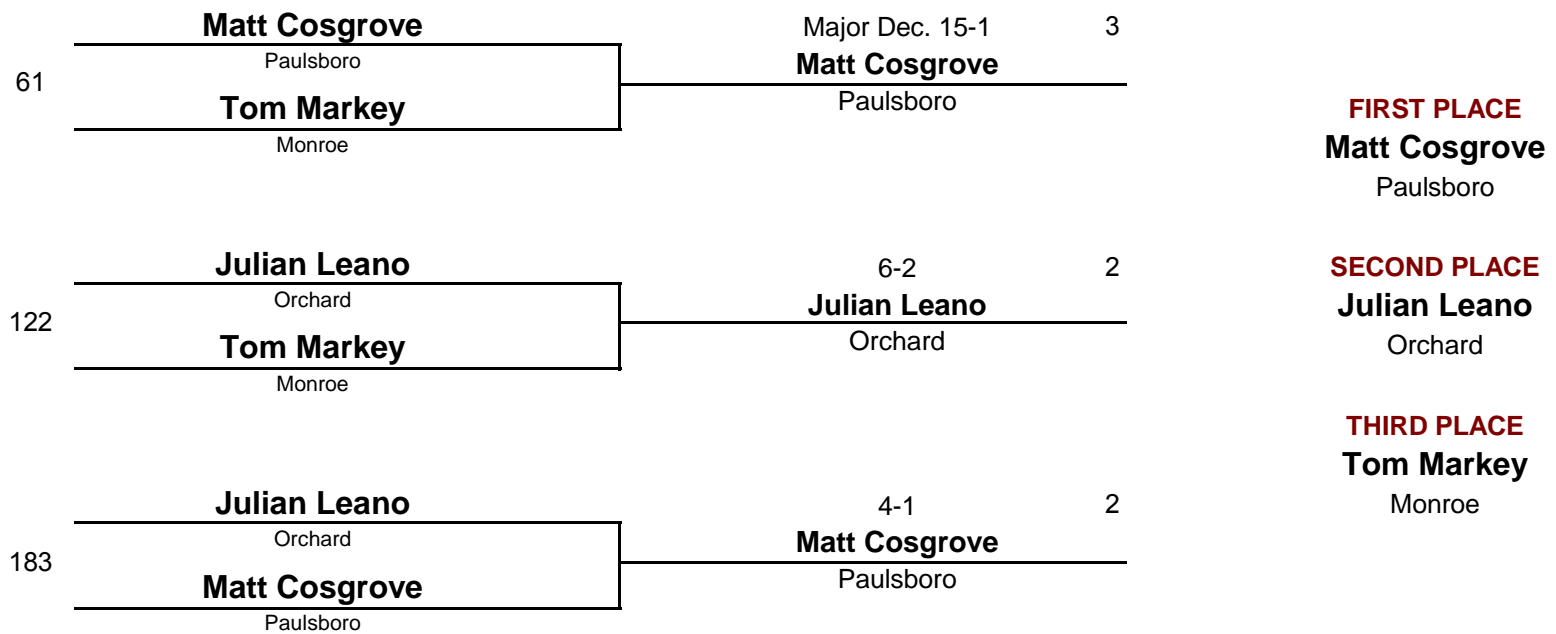 Matt Cosgrove
Paulsboro
61
Tom Markey
Monroe
Major Dec. 15-1 3
Matt Cosgrove
Paulsboro
Julian Leano
Orchard
122
Tom Markey
Monroe
6-2 2
Julian Leano
Orchard
Julian Leano
Orchard
183
Matt Cosgrove
Paulsboro
4-1 2
Matt Cosgrove
Paulsboro
FIRST PLACE
Matt Cosgrove
Paulsboro
SECOND PLACE
Julian Leano
Orchard
THIRD PLACE
Tom Markey
Monroe